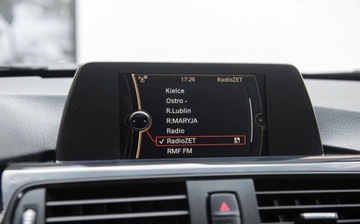 17:26 RadioZET
Kielce
Ostro -
R.Lublin
R:MARYJA
Radio
✓ RadioZET
RMF FM